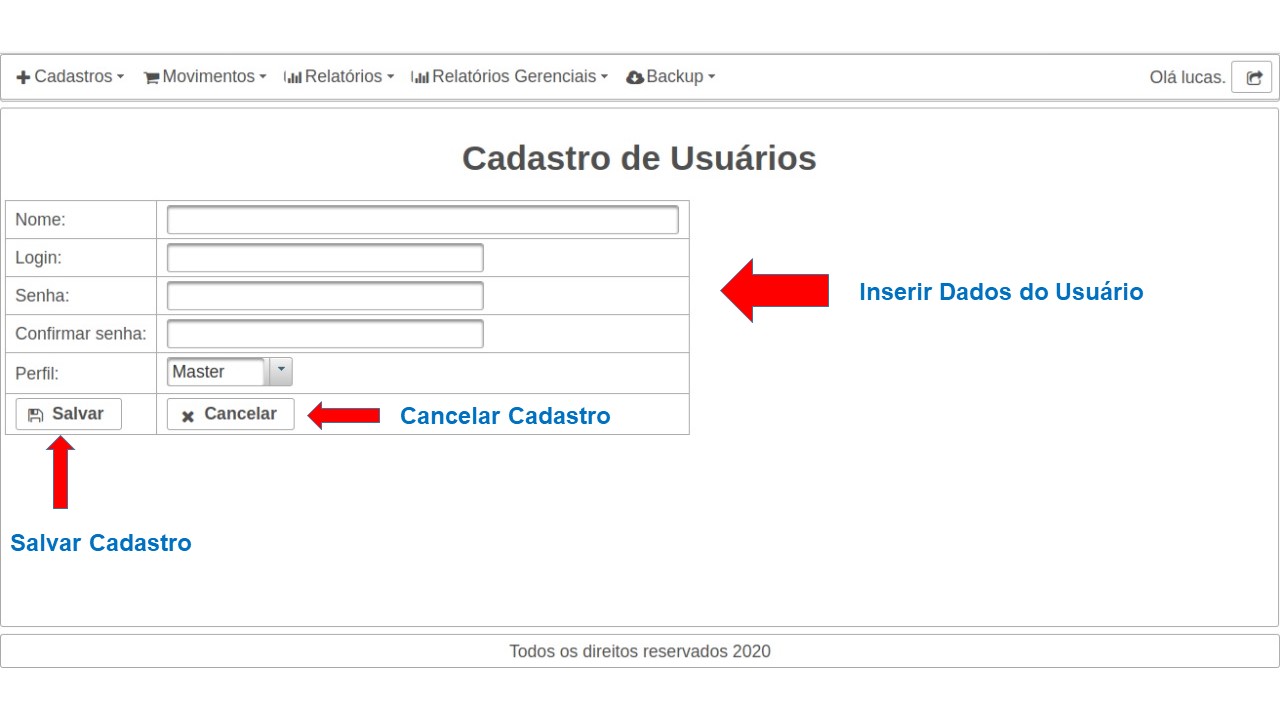 Cadastros Movimentos Relatórios Relatórios Gerenciais Backup Olá lucas.
Cadastro de Usuários
Nome:
Login:
Senha:
Confirmar senha:
Perfil: Master
Inserir Dados do Usuário
Salvar Cancelar Cancelar Cadastro
Salvar Cadastro
Todos os direitos reservados 2020